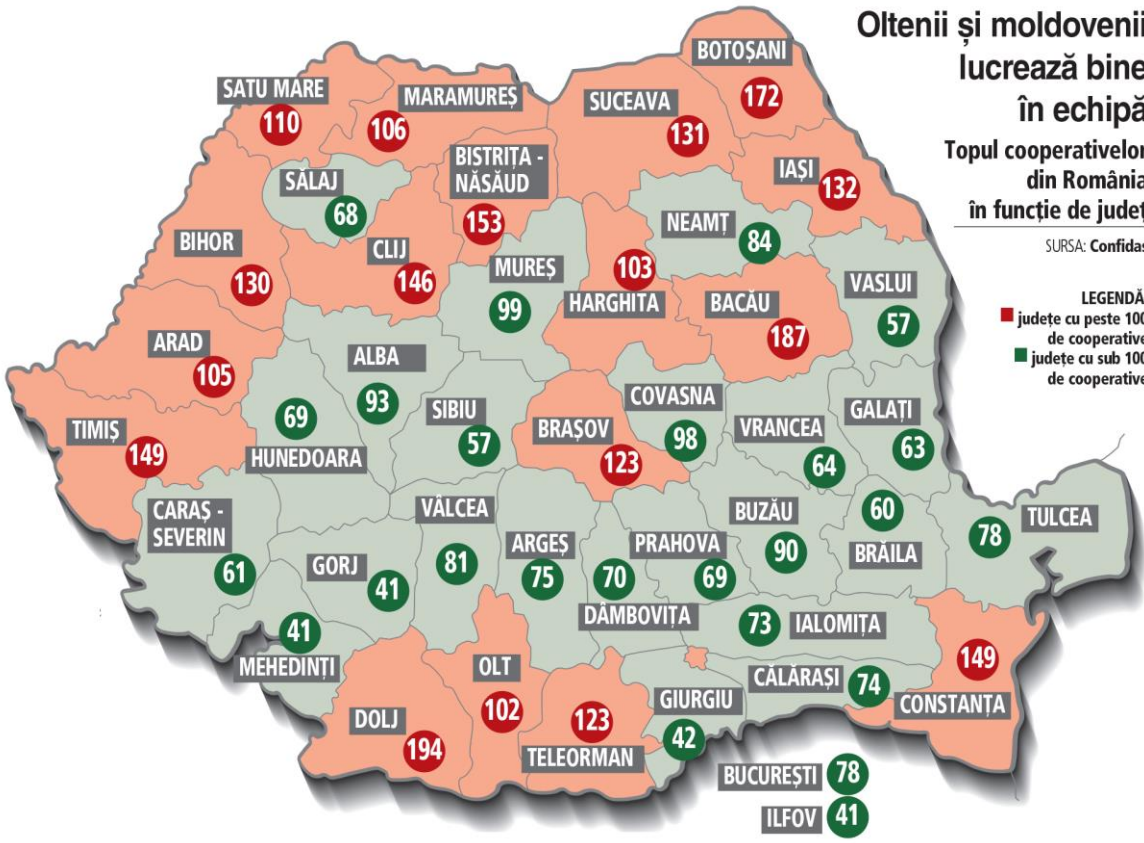 Oltenii și moldovenii
lucrează bine
în echipă
Topul cooperativelor
din România
în funcție de județ
SURSA: Confidas
LEGENDĂ
județe cu peste 100
de cooperative
județe cu sub 100
de cooperative
BOTOȘANI
172
SATU MARE
110
MARAMUREȘ
106
SUCEAVA
131
BISTRIȚA -
NĂSĂUD
153
IAȘI
132
SĂLAJ
68
NEAMȚ
84
BIHOR
130
CLIJ
146
MUREȘ
99
103
HARGHITA
BACĂU
187
VASLUI
57
ARAD
105
ALBA
93
69
HUNEDOARA
SIBIU
57
BRAȘOV
123
COVASNA
98
VRANCEA
64
GALAȚI
63
TIMIȘ
149
CARAȘ -
SEVERIN
61
GORJ
41
VÂLCEA
81
ARGEȘ
75
70
DÂMBOVIȚA
PRAHOVA
69
BUZĂU
90
60
BRĂILA
TULCEA
78
41
MEHEDINȚI
73
IALOMIȚA
CĂLĂRAȘI
74
149
CONSTANȚA
DOLJ
194
OLT
102
123
TELEORMAN
GIURGIU
42
BUCUREȘTI 78
ILFOV 41